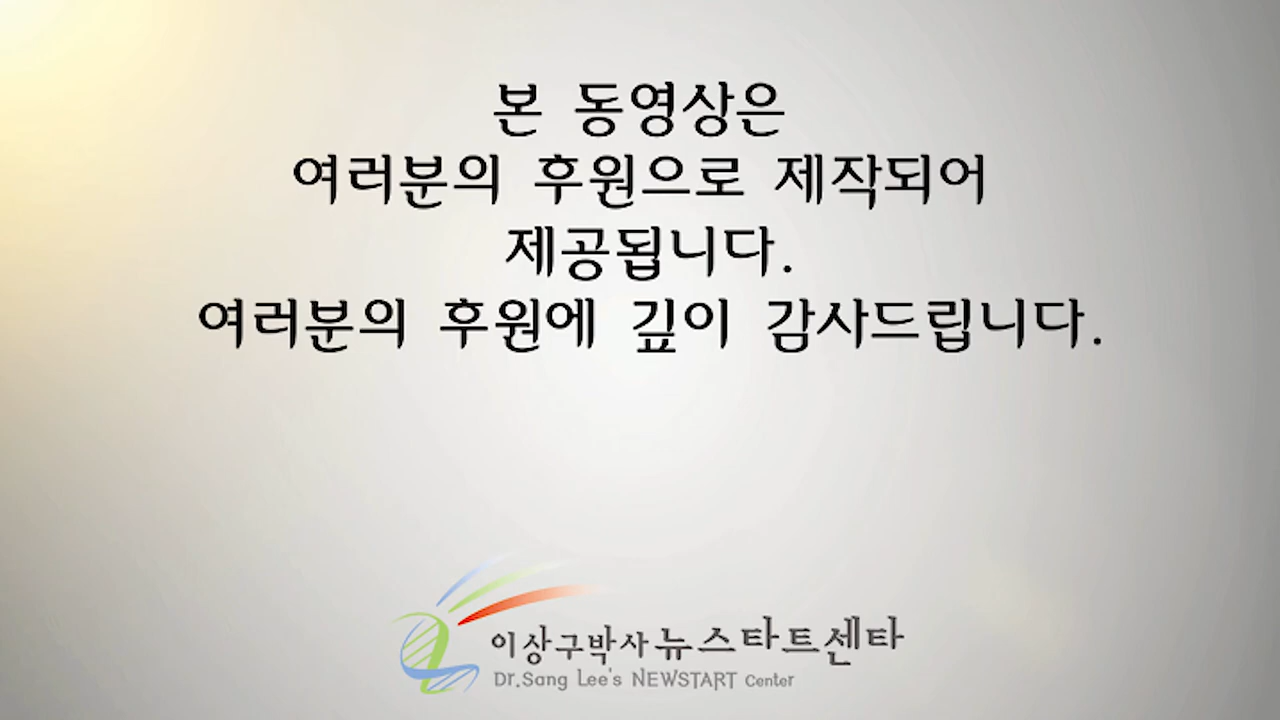 본 동영상은
여러분의 후원으로 제작되어
제공됩니다.
여러분의 후원에 깊이 감사드립니다.
이상구박사 뉴스타트센타
Dr.Sang Lee's NEWSTART Center